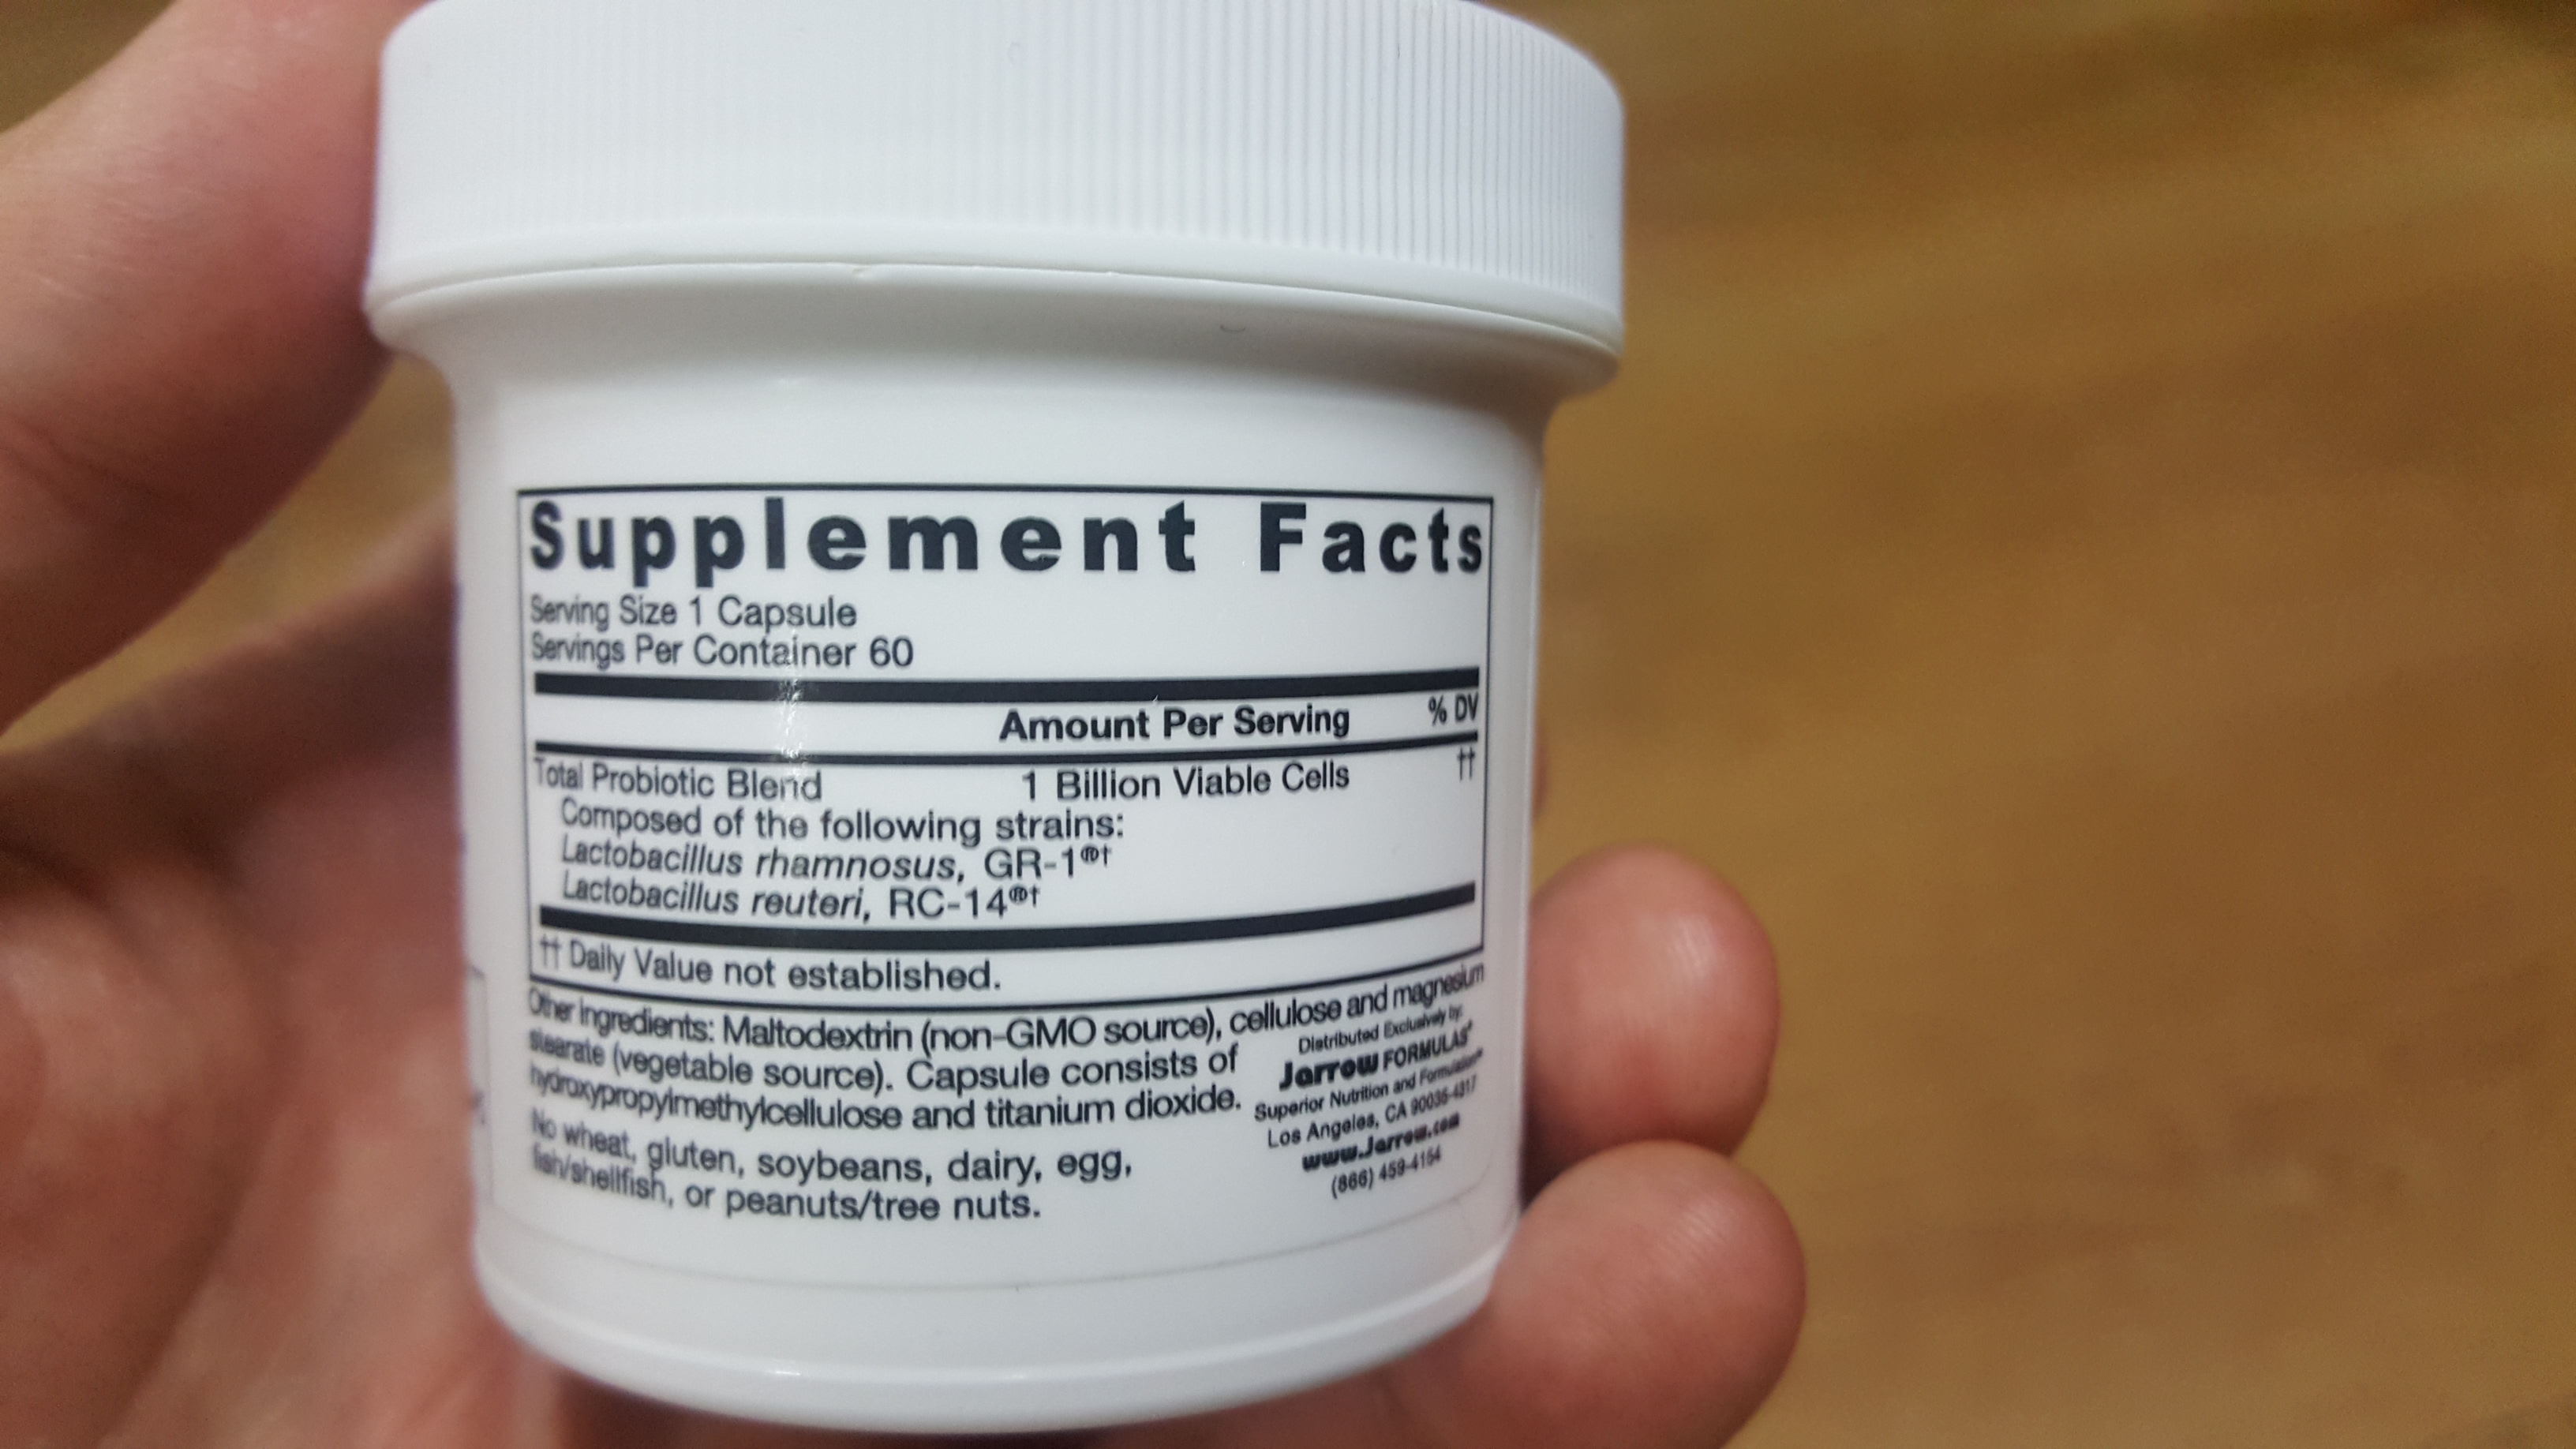 Supplement Facts
Serving Size 1 Capsule
Servings Per Container 60
Amount Per Serving % DV
Total Probiotic Blend 1 Billion Viable Cells ††
Composed of the following strains:
Lactobacillus rhamnosus, GR-1®†
Lactobacillus reuteri, RC-14®†
†† Daily Value not established.
Other ingredients: Maltodextrin (non-GMO source), cellulose and magnesium
stearate (vegetable source). Capsule consists of
hydroxypropylmethylcellulose and titanium dioxide.
No wheat, gluten, soybeans, dairy, egg,
fish/shellfish, or peanuts/tree nuts.
Distributed Exclusively by:
Jarrow FORMULAS®
Superior Nutrition and Formulation
Los Angeles, CA 90035-4317
www.Jarrow.com
(866) 459-4154